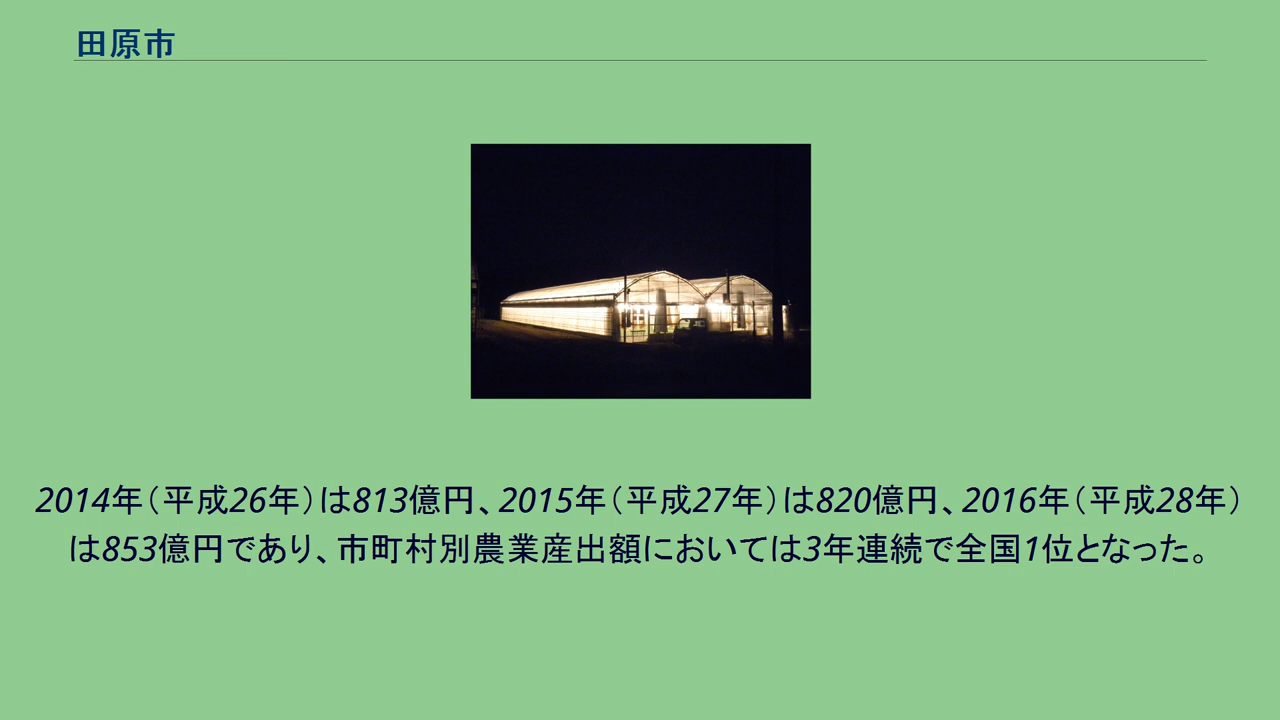 田原市
2014年（平成26年）は813億円、2015年（平成27年）は820億円、2016年（平成28年）
は853億円であり、市町村別農業産出額においては3年連続で全国1位となった。